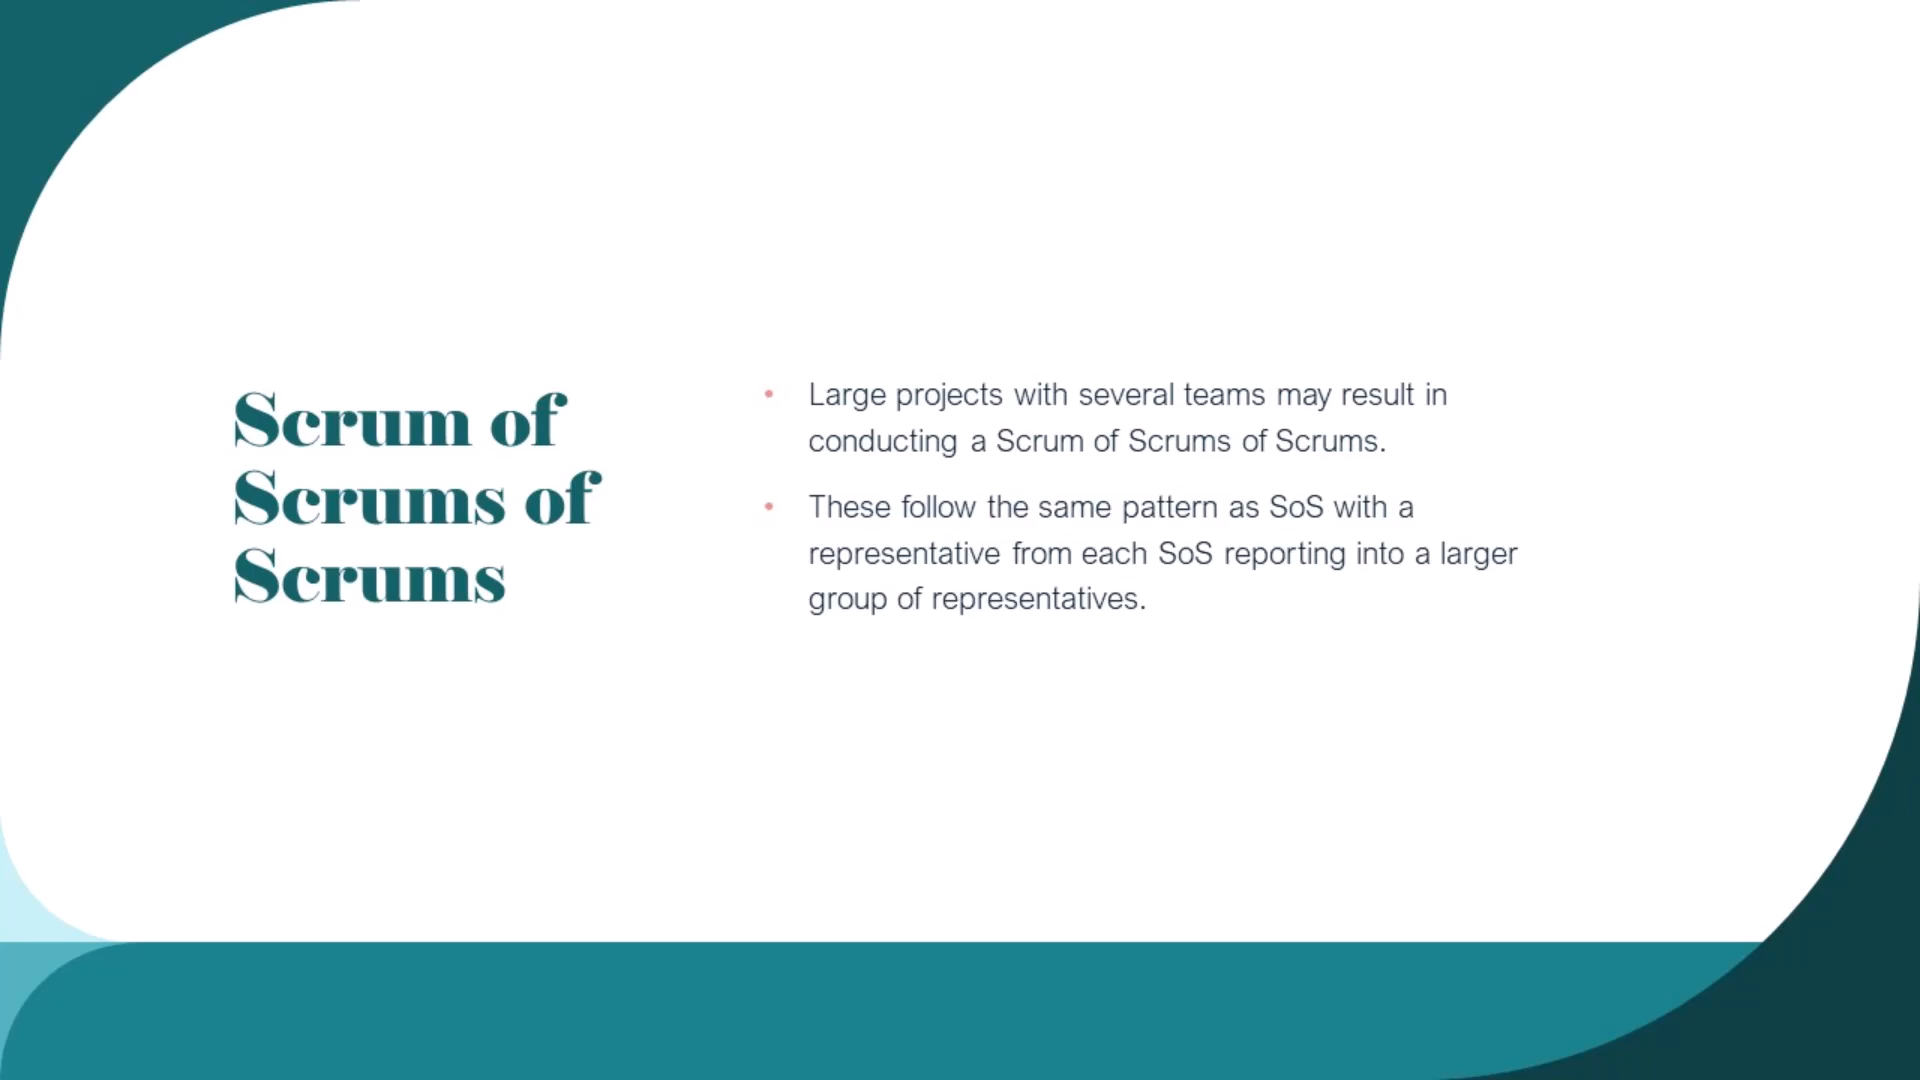 Scrum of
Scrums of
Scrums
• Large projects with several teams may result in
conducting a Scrum of Scrums of Scrums.
• These follow the same pattern as SoS with a
representative from each SoS reporting into a larger
group of representatives.